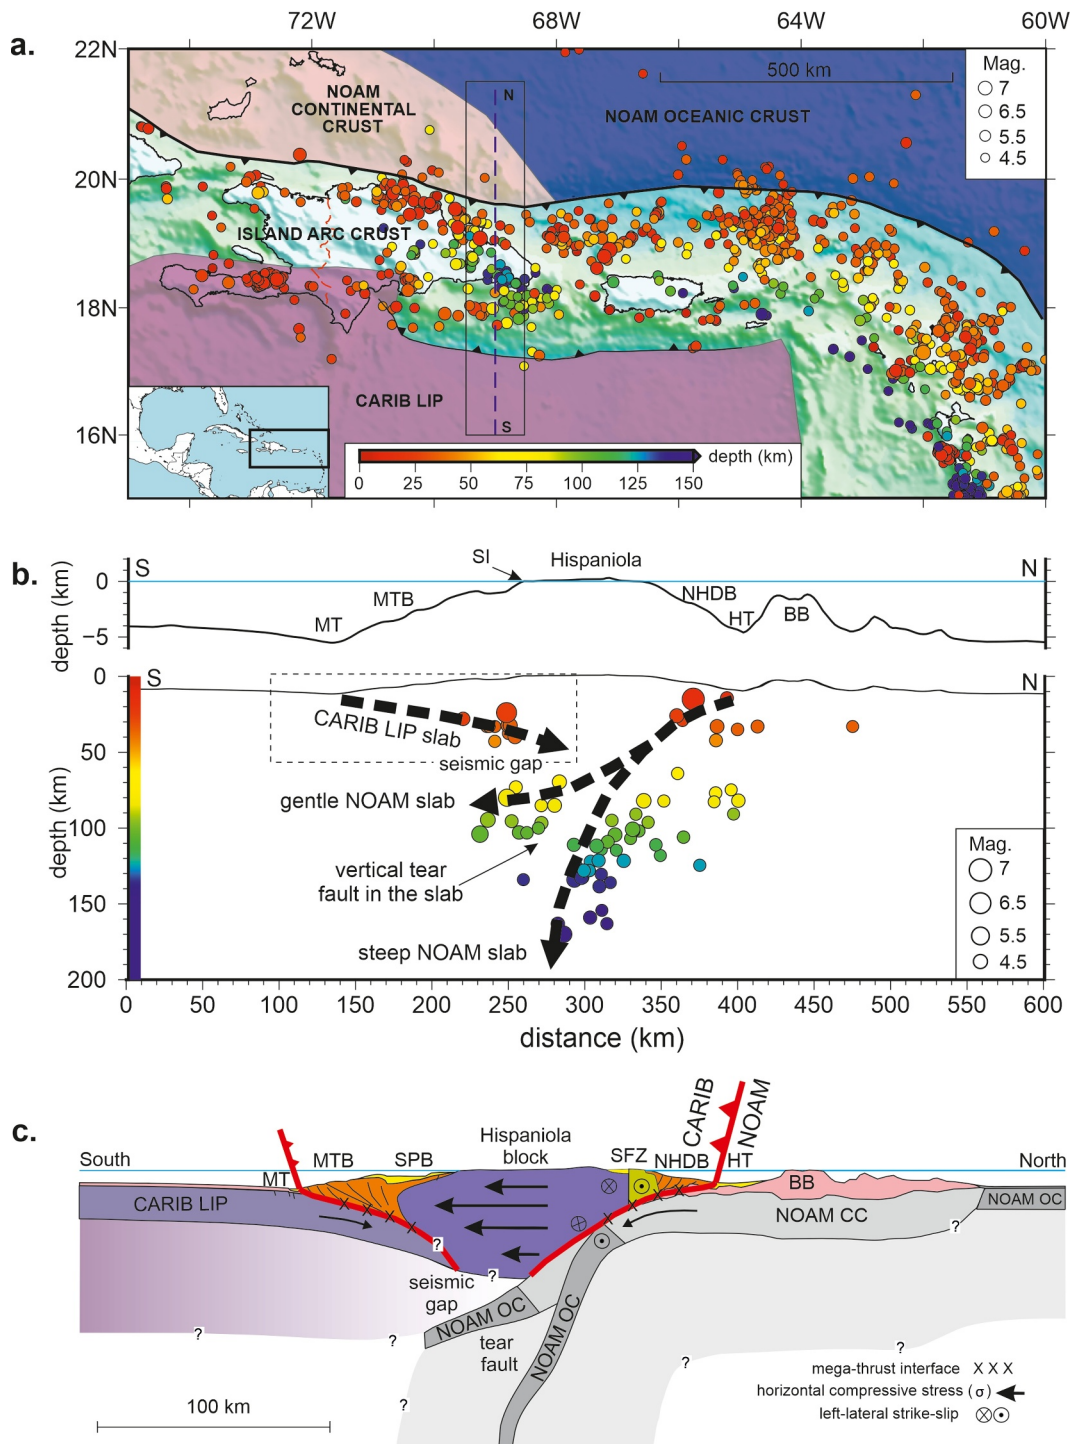 72W 68W 64W 60W
a.
22N
20N
18N
16N
500 km
Mag.
7
6.5
5.5
4.5
NOAM
CONTINENTAL
CRUST
N
NOAM OCEANIC CRUST
ISLAND ARC CRUST
CARIB LIP
S
depth (km)
0 25 50 75 100 125 150
b.
depth (km)
0
−5
S
SI
Hispaniola
N
MTB
NHDB
MT
HT
BB
depth (km)
0
50
100
150
200
S
N
CARIB LIP slab
seismic gap
gentle NOAM slab
vertical tear
fault in the slab
steep NOAM slab
Mag.
7
6.5
5.5
4.5
0 50 100 150 200 250 300 350 400 450 500 550 600
distance (km)
c.
CARIB
NOAM
South
MT
MTB
SPB
Hispaniola
block
SFZ
NHDB
HT
North
BB
CARIB LIP
NOAM CC
NOAM OC
?
?
?
seismic
gap
NOAM OC
tear
fault
NOAM OC
?
?
?
?
?
mega-thrust interface X X X
horizontal compressive stress (σ)
left-lateral strike-slip
100 km